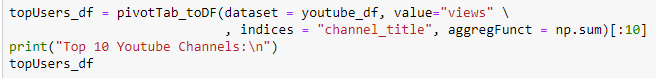 topUsers_df = pivotTab_toDF(dataset = youtube_df, value="views" \
, indices = "channel_title", aggregFunct = np.sum)[:10]
print("Top 10 Youtube Channels:\n")
topUsers_df